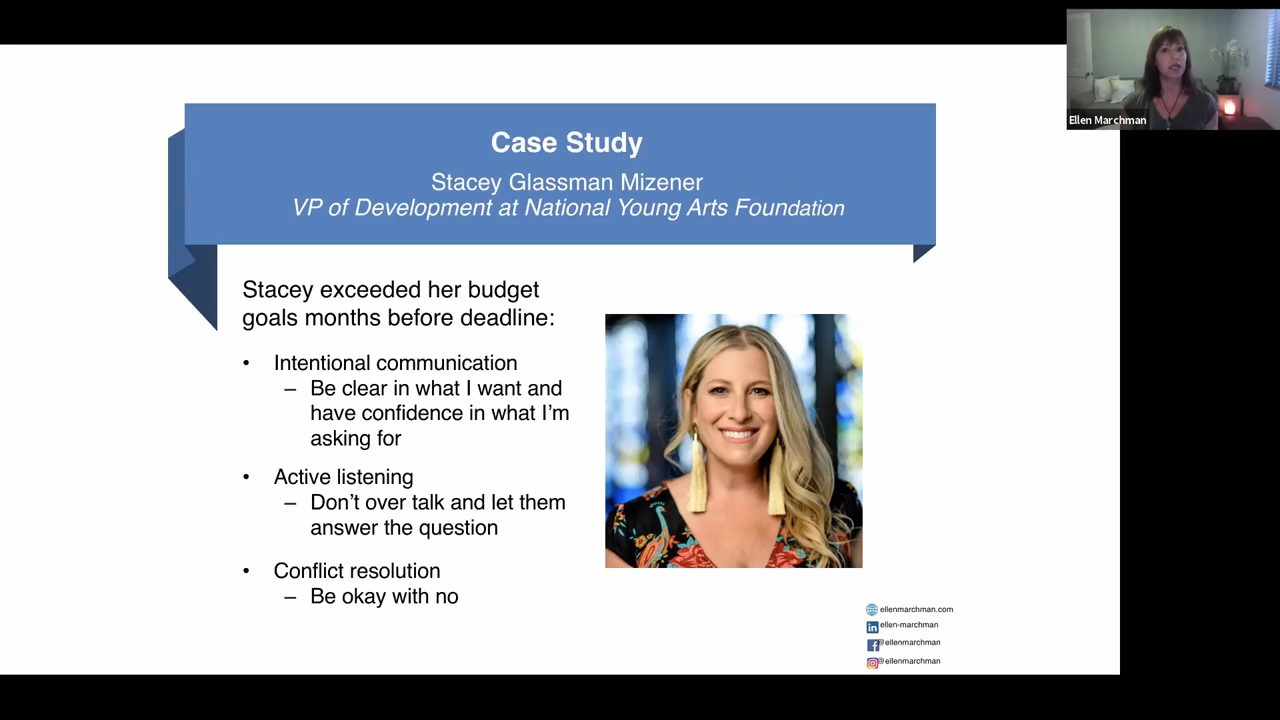 Ellen Marchman
Case Study
Stacey Glassman Mizener
VP of Development at National Young Arts Foundation
Stacey exceeded her budget
goals months before deadline:
• Intentional communication
– Be clear in what I want and
have confidence in what I’m
asking for
• Active listening
– Don’t over talk and let them
answer the question
• Conflict resolution
– Be okay with no
ellenmarchman.com
in ellen-marchman
f @ellenmarchman
@ellenmarchman